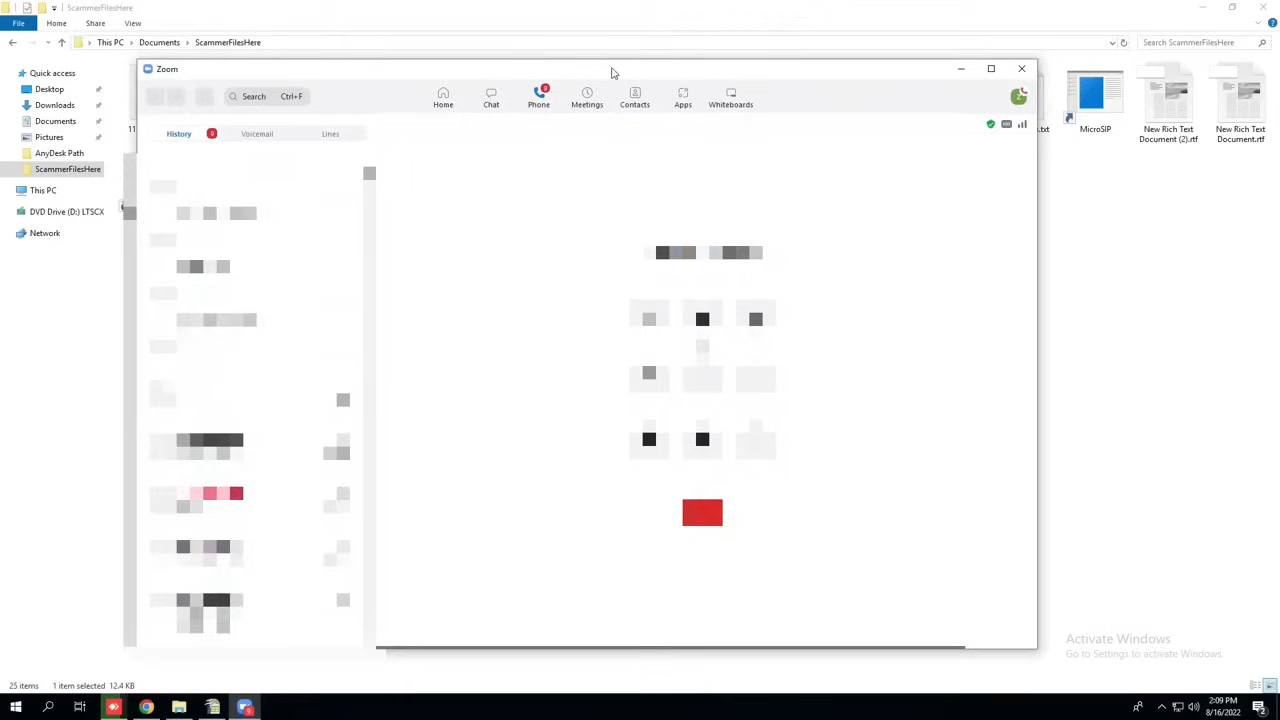 ScammerFilesHere
File Home Share View
This PC Documents ScammerFilesHere
Search ScammerFilesHere
Quick access
Desktop
Downloads
Documents
Pictures
AnyDesk Path
ScammerFilesHere
This PC
DVD Drive (D:) LTSCX
Network
Zoom
Search Ctrl+F
Home
Chat
Phone
Meetings
Contacts
Apps
Whiteboards
History
Voicemail
Lines
11
.txt
MicroSIP
New Rich Text
Document (2).rtf
New Rich Text
Document.rtf
Activate Windows
Go to Settings to activate Windows.
25 items 1 item selected 12.4 KB
2:09 PM
8/16/2022